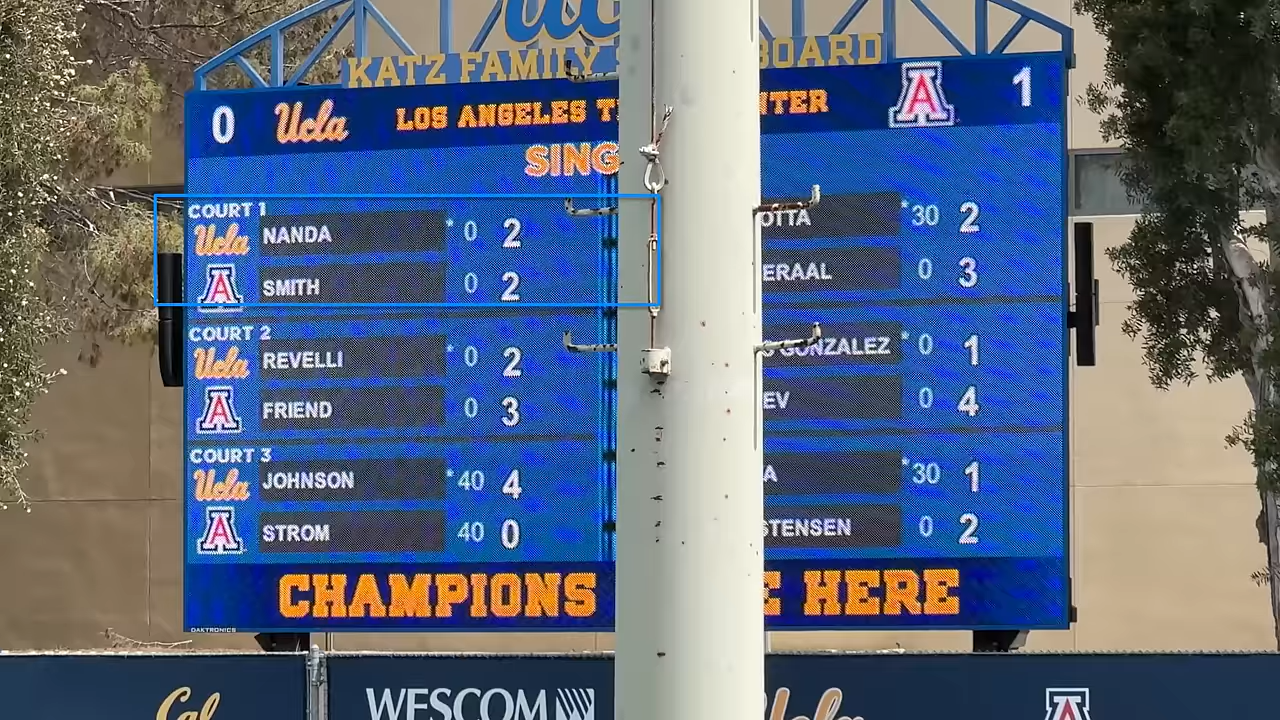 ucl
KATZ FAMILY
BOARD
0 Ucla LOS ANGELES A 1
SING
COURT 1
Ucla NANDA *0 2
A SMITH 0 2
COURT 2
Ucla REVELLI *0 2
A FRIEND 0 3
COURT 3
Ucla JOHNSON *40 4
A STROM 40 0
OTTA *30 2
ERAAL 0 3
GONZALEZ *0 1
EV 0 4
A *30 1
STENSEN 0 2
CHAMPIONS HERE
DAKTRONICS
Cal WESCOM Ucla A